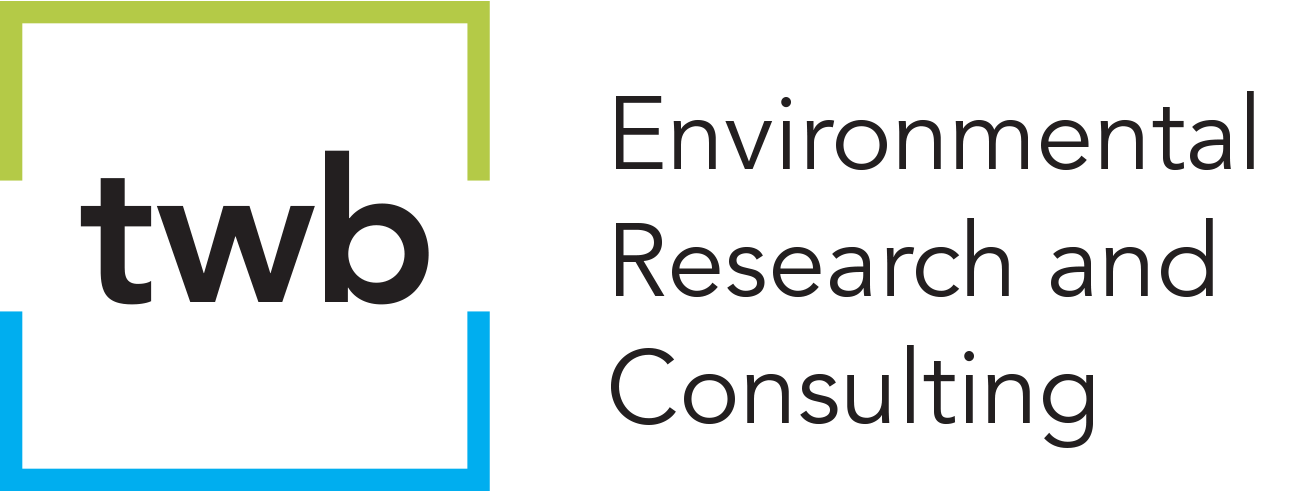 twb
Environmental
Research and
Consulting